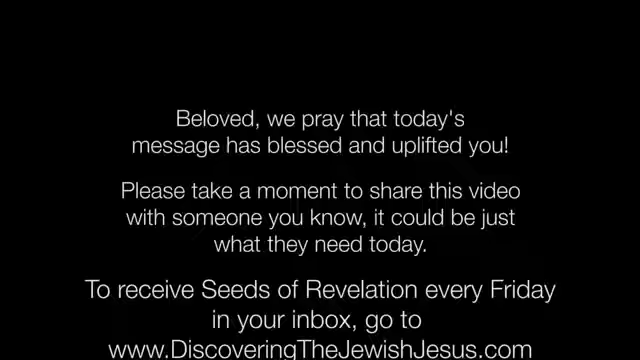 Beloved, we pray that today's
message has blessed and uplifted you!
Please take a moment to share this video
with someone you know, it could be just
what they need today.
To receive Seeds of Revelation every Friday
in your inbox, go to
www.DiscoveringTheJewishJesus.com